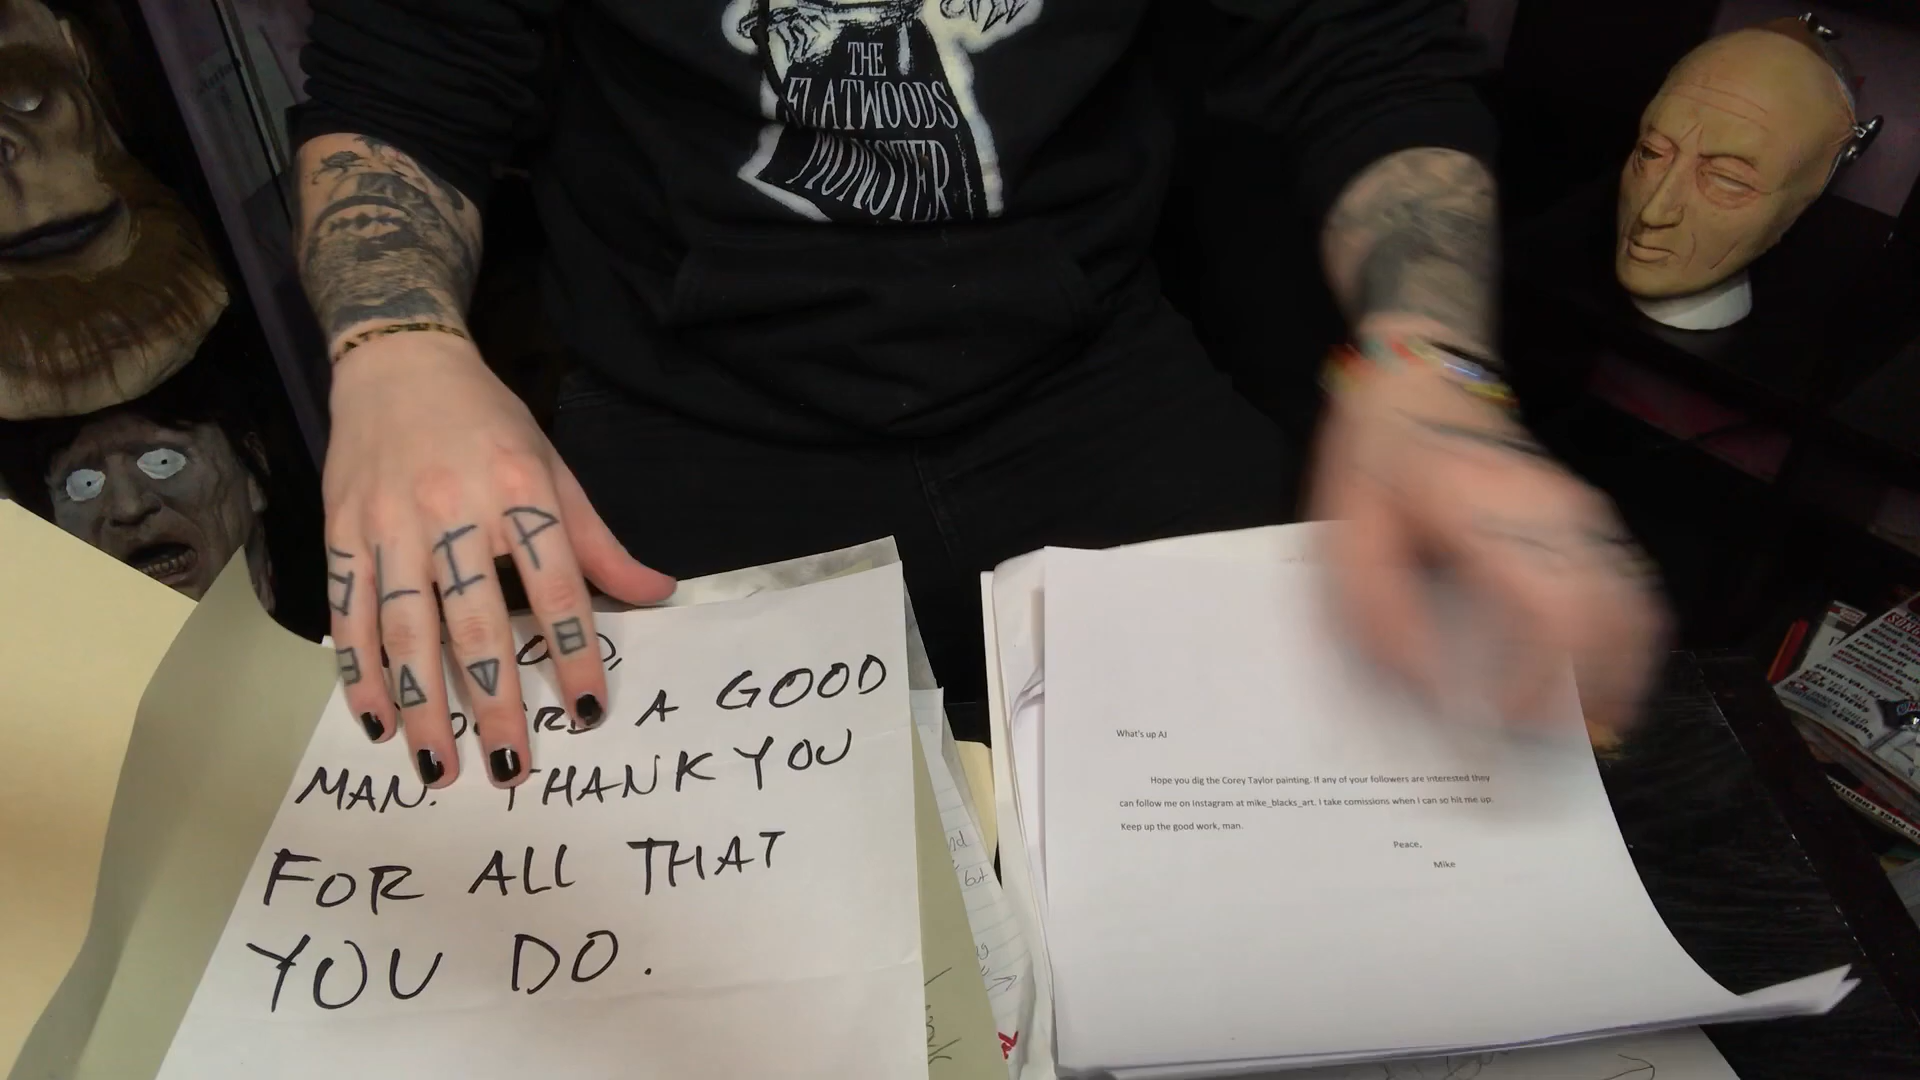 THE
FLATWOODS
MONSTER
SLIP
A GOOD
MAN. THANK YOU
FOR ALL THAT
YOU DO.
What's up AJ
Hope you dig the Corey Taylor painting. If any of your followers are interested they
can follow me on Instagram at mike_blacks_art. I take comissions when I can so hit me up.
Keep up the good work, man.
Peace,
Mike
but
LESSONS